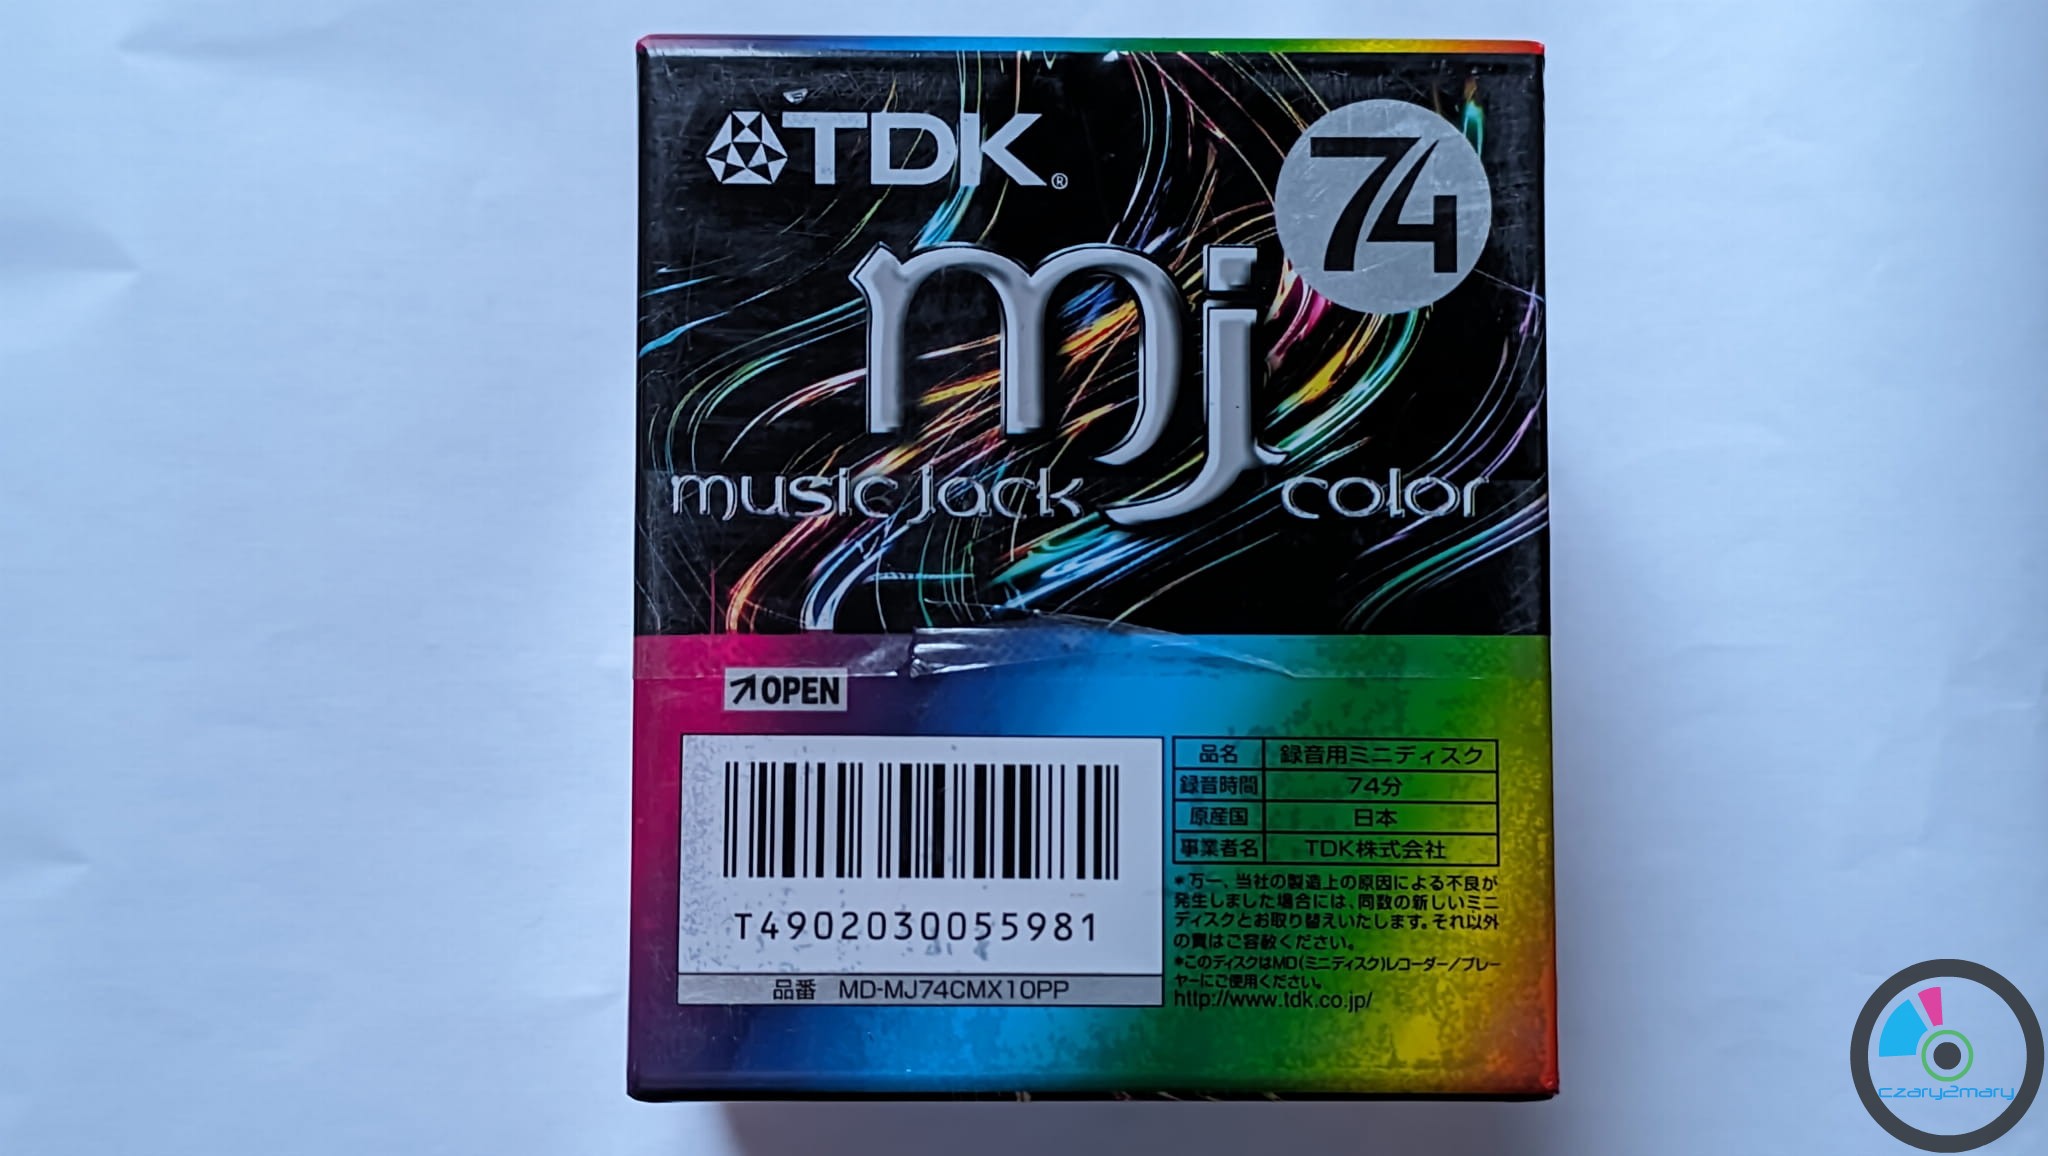 TDK®
74
mj
music jack color
OPEN
T4902030055981
品番 MD-MJ74CMX10PP
品名 録音用ミニディスク
録音時間 74分
原産国 日本
事業者名 TDK株式会社
*万一、当社の製造上の原因による不良が
発生しました場合には、同数の新しいミニ
ディスクとお取り替えいたします。それ以外
の責はご容赦ください。
*このディスクはMD(ミニディスク)レコーダー/プレー
ヤーにご使用ください。
http://www.tdk.co.jp/
czary2mary